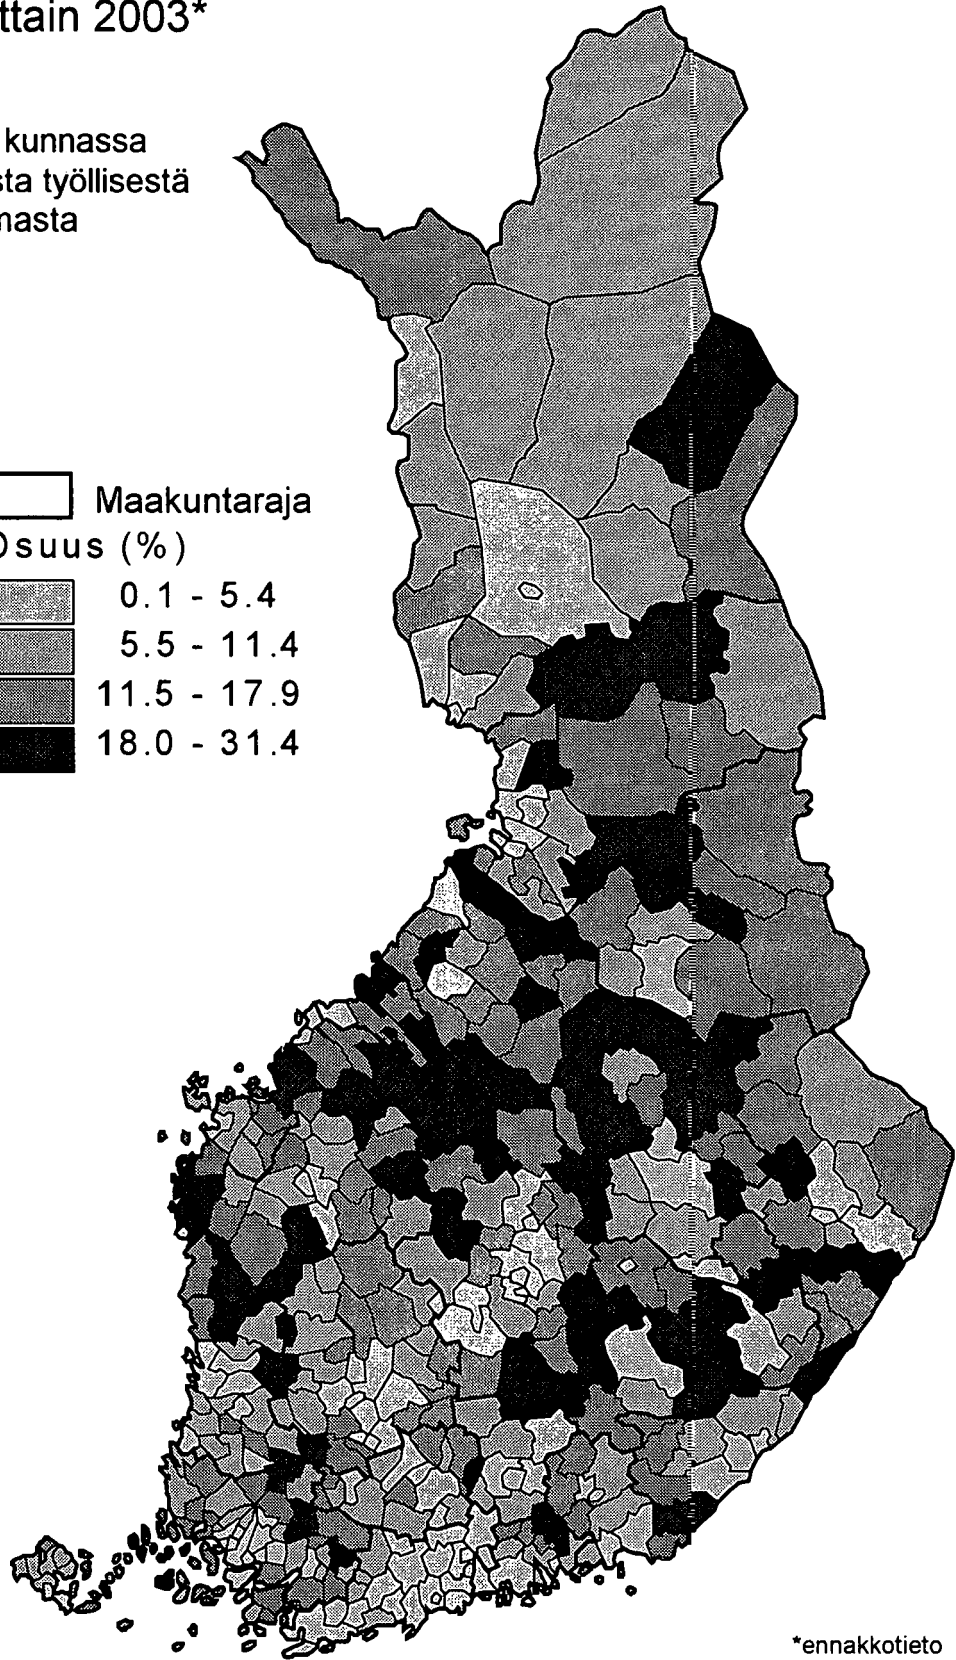 ttain 2003*
kunnassa
sta työllisestä
masta
Maakuntaraja
Osuus (%)
0.1 - 5.4
5.5 - 11.4
11.5 - 17.9
18.0 - 31.4
*ennakkotieto